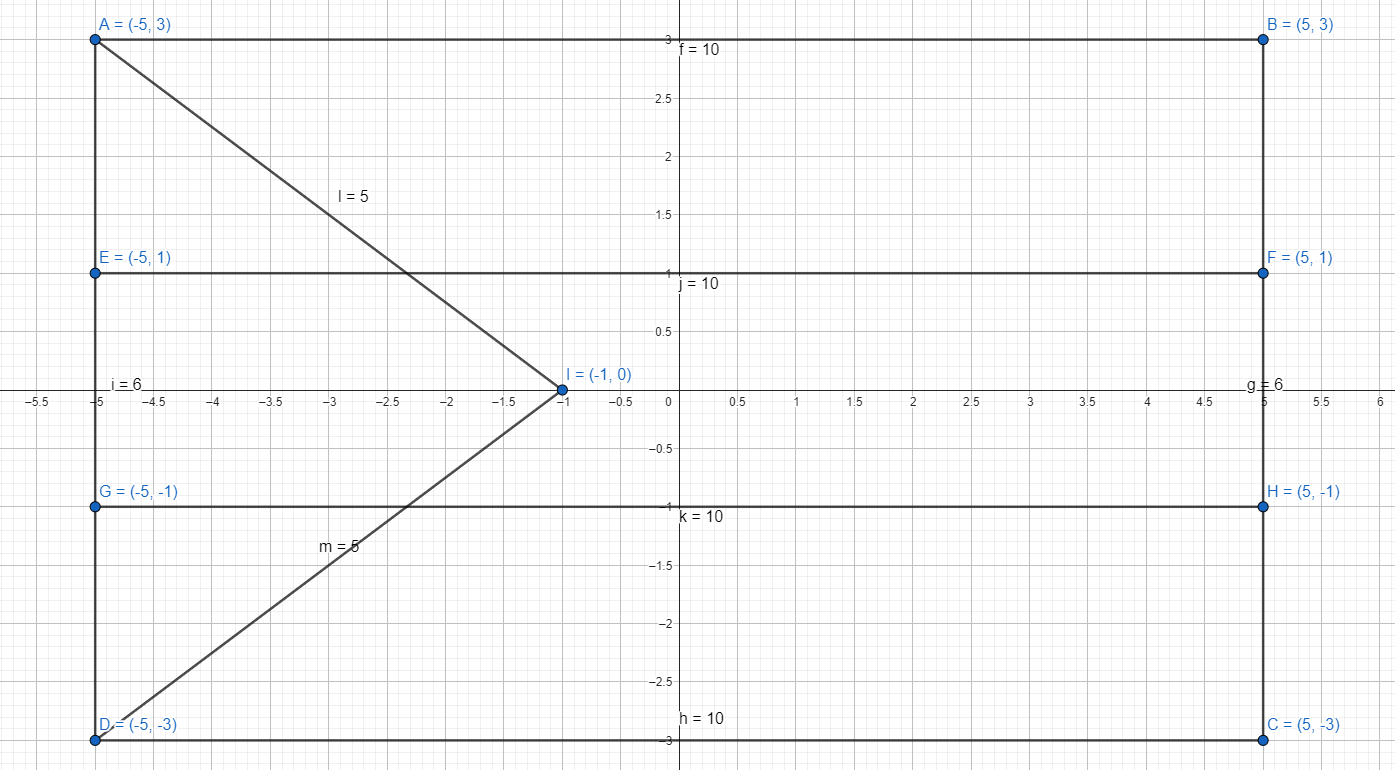 A = (-5, 3)
B = (5, 3)
3
f = 10
2.5
2
l = 5
1.5
E = (-5, 1)
F = (5, 1)
1
j = 10
0.5
I = (-1, 0)
i = 6
g = 6
–5.5 –5 –4.5 –4 –3.5 –3 –2.5 –2 –1.5 –1 –0.5 0 0.5 1 1.5 2 2.5 3 3.5 4 4.5 5 5.5 6
–0.5
G = (-5, -1)
H = (5, -1)
–1
k = 10
m = 5
–1.5
–2
–2.5
h = 10
D = (-5, -3)
C = (5, -3)
–3